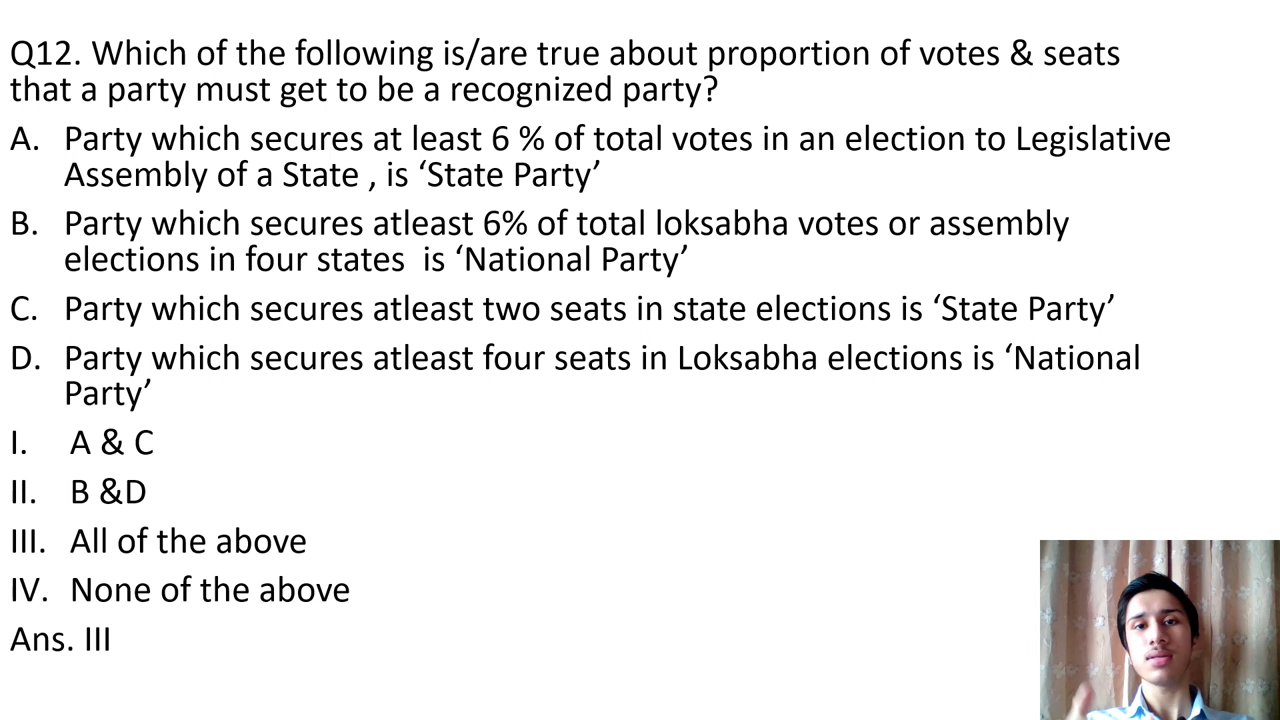 Q12. Which of the following is/are true about proportion of votes & seats
that a party must get to be a recognized party?
A. Party which secures at least 6 % of total votes in an election to Legislative
Assembly of a State , is ‘State Party’
B. Party which secures atleast 6% of total loksabha votes or assembly
elections in four states is ‘National Party’
C. Party which secures atleast two seats in state elections is ‘State Party’
D. Party which secures atleast four seats in Loksabha elections is ‘National
Party’
I. A & C
II. B &D
III. All of the above
IV. None of the above
Ans. III